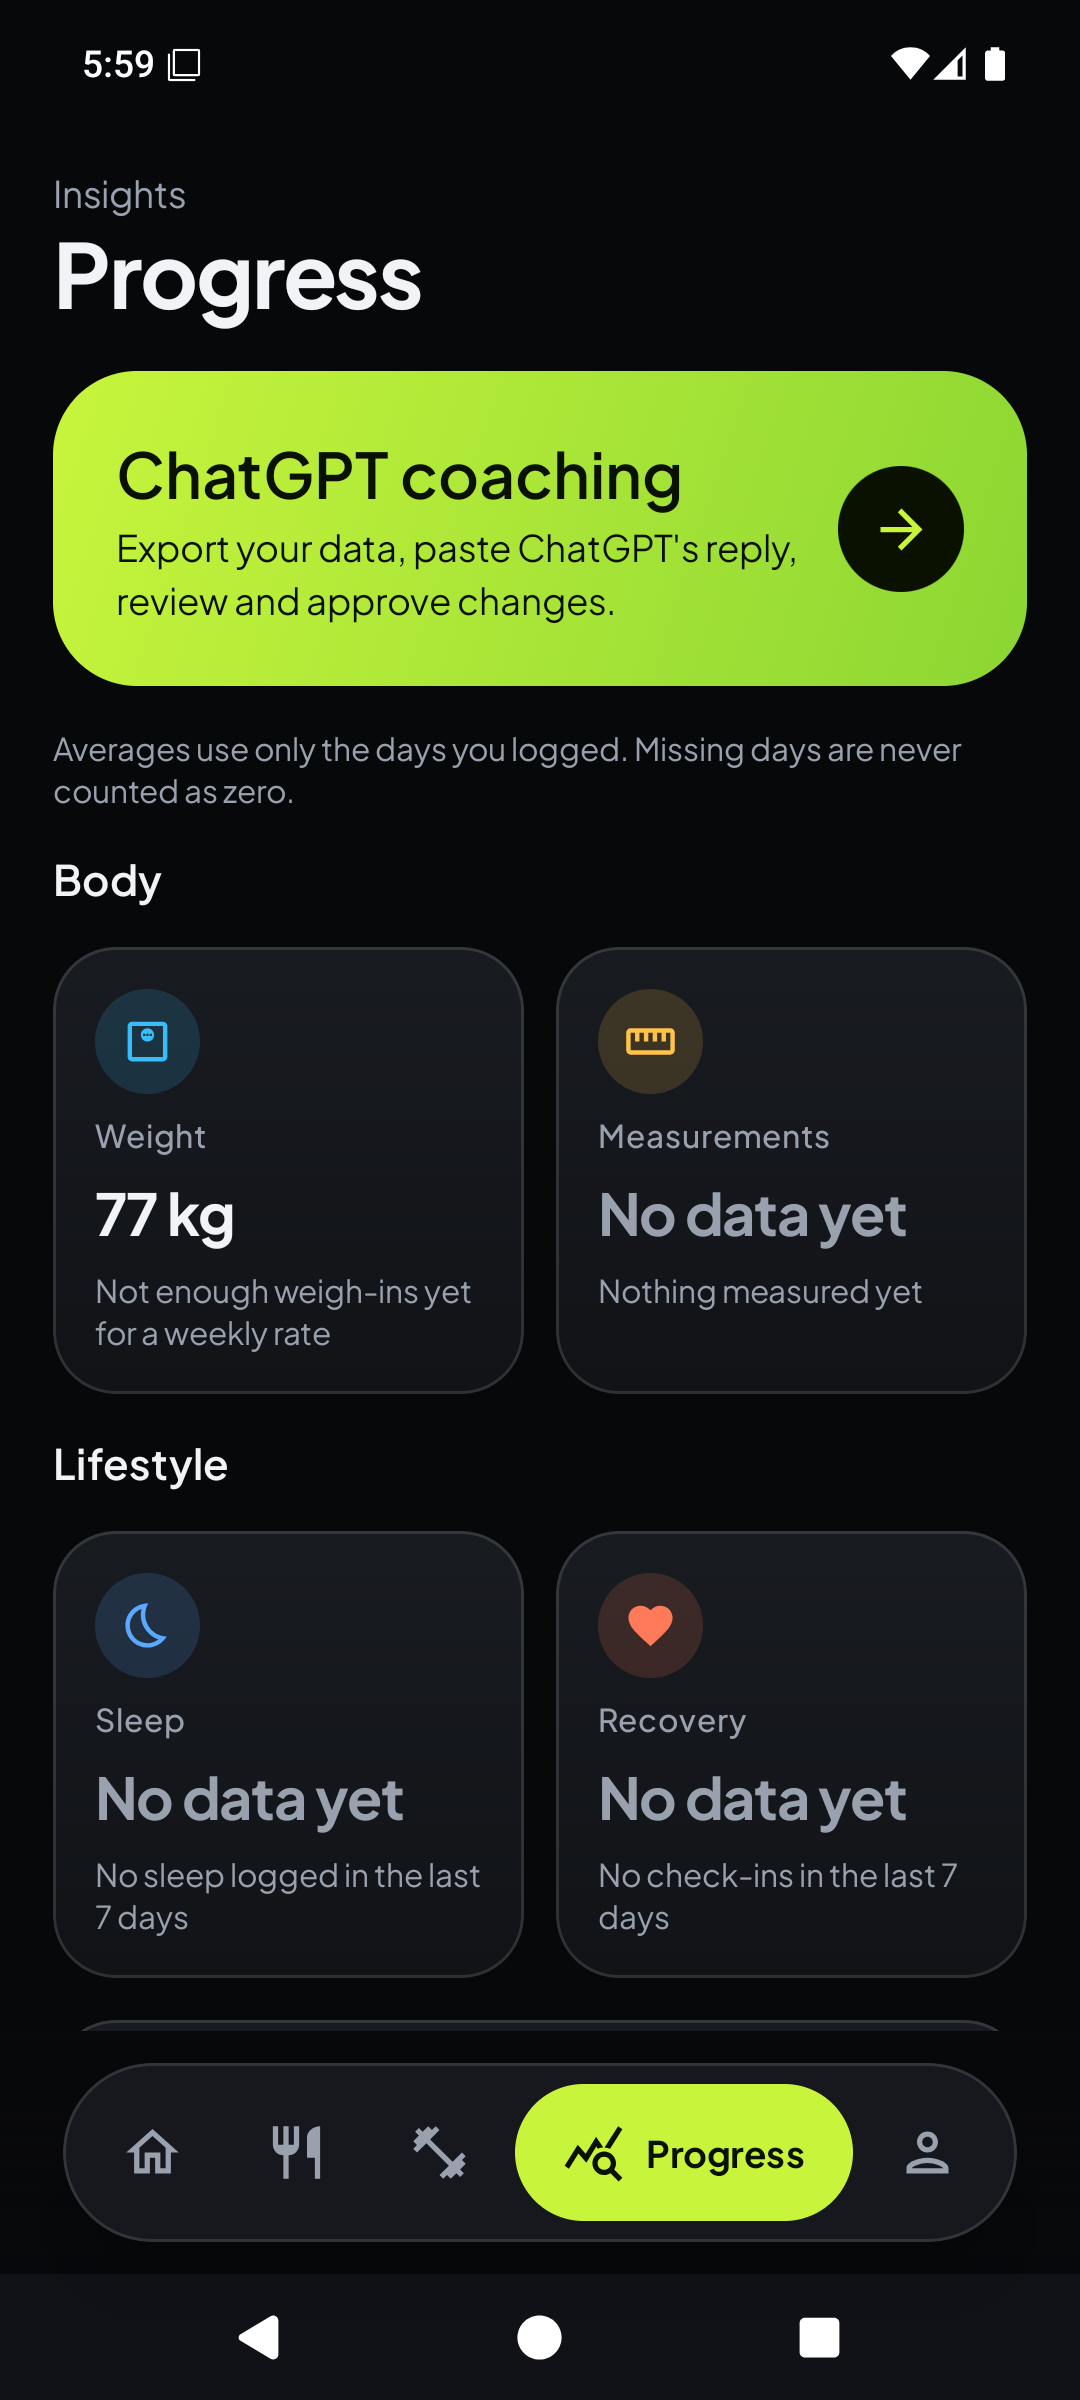 5:59
Insights
Progress
ChatGPT coaching
Export your data, paste ChatGPT's reply,
review and approve changes.
Averages use only the days you logged. Missing days are never
counted as zero.
Body
Weight
77 kg
Not enough weigh-ins yet
for a weekly rate
Measurements
No data yet
Nothing measured yet
Lifestyle
Sleep
No data yet
No sleep logged in the last
7 days
Recovery
No data yet
No check-ins in the last 7
days
Progress